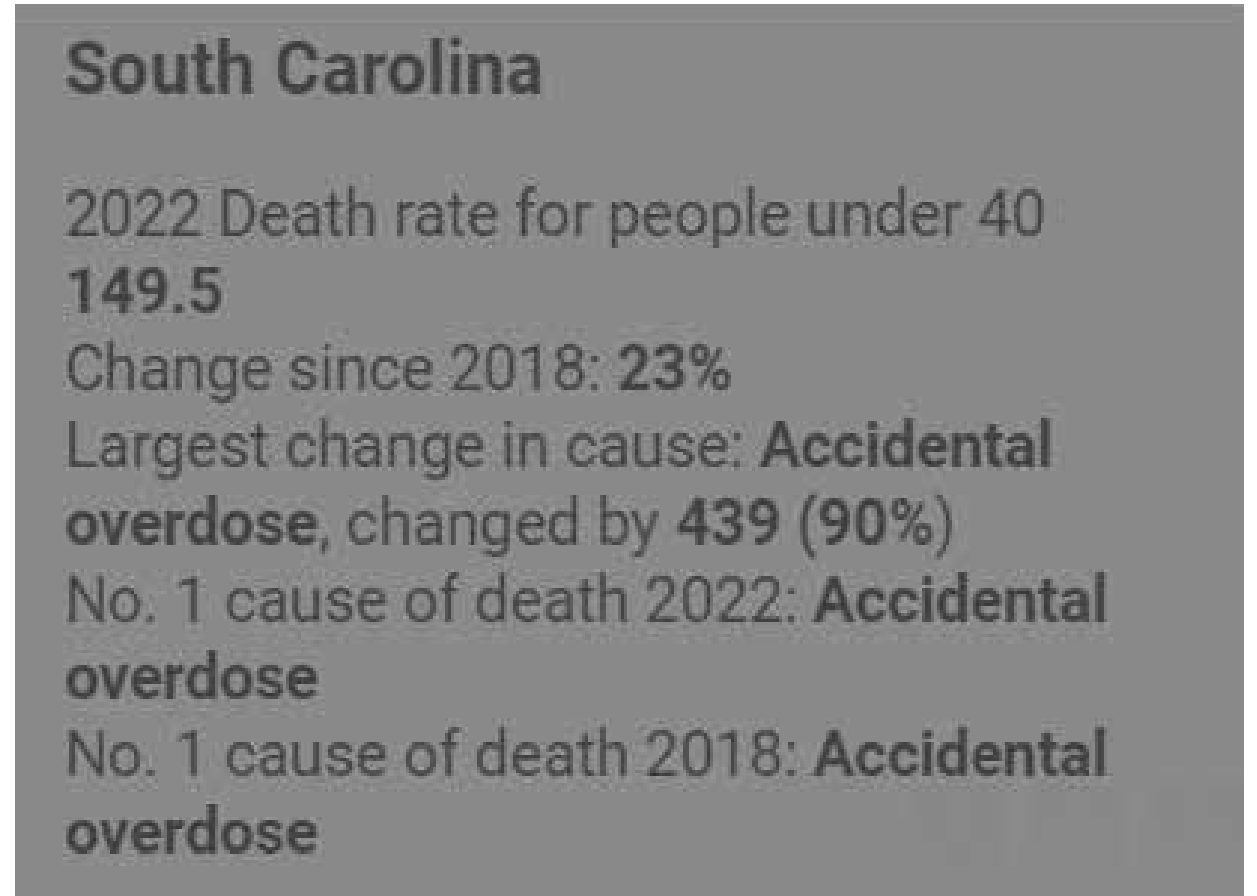 South Carolina
2022 Death rate for people under 40
149.5
Change since 2018: 23%
Largest change in cause: Accidental
overdose, changed by 439 (90%)
No. 1 cause of death 2022: Accidental
overdose
No. 1 cause of death 2018: Accidental
overdose